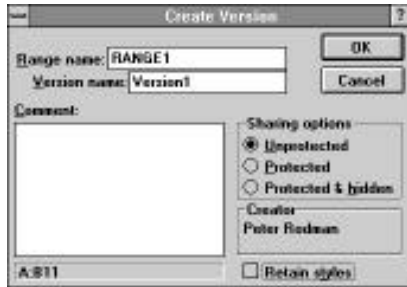 Create Version
?
Range name: RANGE1
Version name: Version1
OK
Cancel
Comment:
Sharing options
Unprotected
Protected
Protected & hidden
Creator
Peter Redman
A:B11
Retain styles